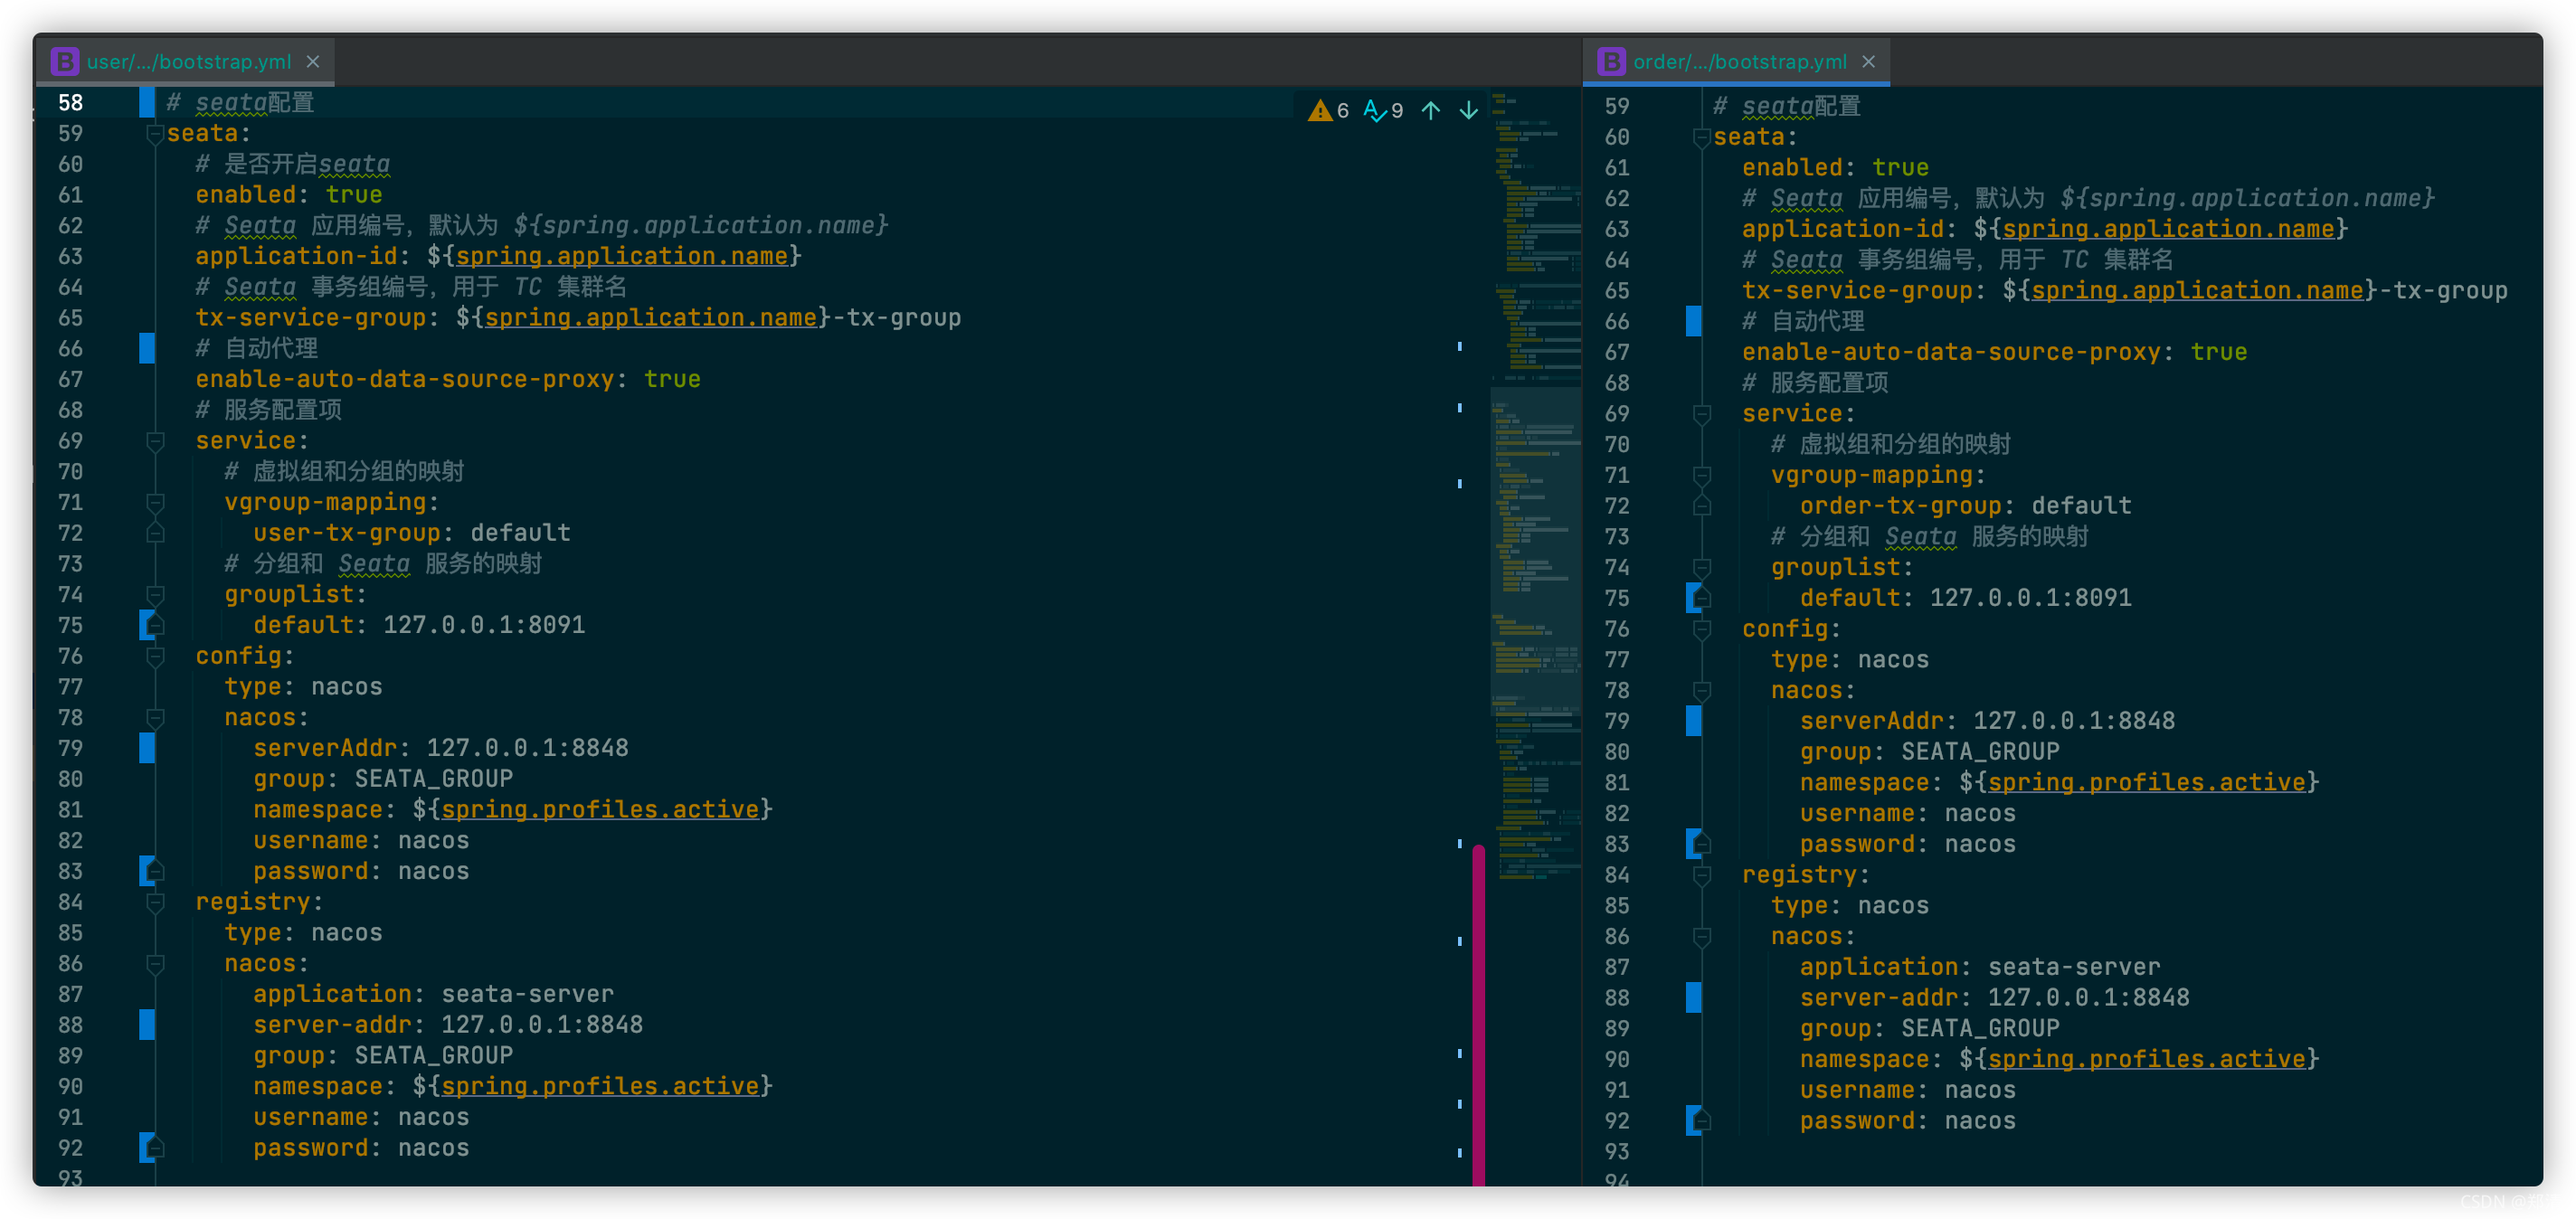 user/.../bootstrap.yml
58 # seata配置
6 9
59 seata:
60 # 是否开启seata
61 enabled: true
62 # Seata 应用编号，默认为 ${spring.application.name}
63 application-id: ${spring.application.name}
64 # Seata 事务组编号，用于 TC 集群名
65 tx-service-group: ${spring.application.name}-tx-group
66 # 自动代理
67 enable-auto-data-source-proxy: true
68 # 服务配置项
69 service:
70 # 虚拟组和分组的映射
71 vgroup-mapping:
72 user-tx-group: default
73 # 分组和 Seata 服务的映射
74 grouplist:
75 default: 127.0.0.1:8091
76 config:
77 type: nacos
78 nacos:
79 serverAddr: 127.0.0.1:8848
80 group: SEATA_GROUP
81 namespace: ${spring.profiles.active}
82 username: nacos
83 password: nacos
84 registry:
85 type: nacos
86 nacos:
87 application: seata-server
88 server-addr: 127.0.0.1:8848
89 group: SEATA_GROUP
90 namespace: ${spring.profiles.active}
91 username: nacos
92 password: nacos
93
order/.../bootstrap.yml
59 # seata配置
60 seata:
61 enabled: true
62 # Seata 应用编号，默认为 ${spring.application.name}
63 application-id: ${spring.application.name}
64 # Seata 事务组编号，用于 TC 集群名
65 tx-service-group: ${spring.application.name}-tx-group
66 # 自动代理
67 enable-auto-data-source-proxy: true
68 # 服务配置项
69 service:
70 # 虚拟组和分组的映射
71 vgroup-mapping:
72 order-tx-group: default
73 # 分组和 Seata 服务的映射
74 grouplist:
75 default: 127.0.0.1:8091
76 config:
77 type: nacos
78 nacos:
79 serverAddr: 127.0.0.1:8848
80 group: SEATA_GROUP
81 namespace: ${spring.profiles.active}
82 username: nacos
83 password: nacos
84 registry:
85 type: nacos
86 nacos:
87 application: seata-server
88 server-addr: 127.0.0.1:8848
89 group: SEATA_GROUP
90 namespace: ${spring.profiles.active}
91 username: nacos
92 password: nacos
93
94
CSDN